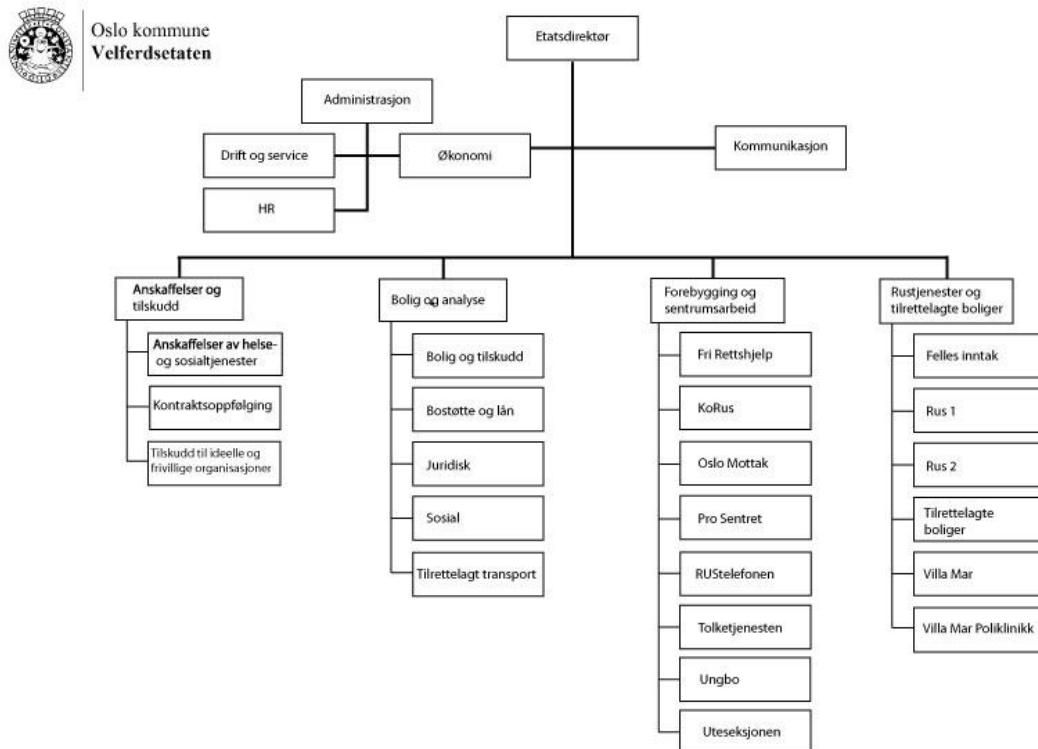 Oslo kommune
Velferdsetaten
Etatsdirektør
Administrasjon
Drift og service
Økonomi
Kommunikasjon
HR
Anskaffelser og
tilskudd
Anskaffelser av helse-
og sosialtjenester
Kontraktsoppfølging
Tilskudd til ideelle og
frivillige organisasjoner
Bolig og analyse
Bolig og tilskudd
Bostøtte og lån
Juridisk
Sosial
Tilrettelagt transport
Forebygging og
sentrumsarbeid
Fri Rettshjelp
KoRus
Oslo Mottak
Pro Sentret
RUStelefonen
Tolketjenesten
Ungbo
Uteseksjonen
Rustjenester og
tilrettelagte boliger
Felles inntak
Rus 1
Rus 2
Tilrettelagte
boliger
Villa Mar
Villa Mar Poliklinikk